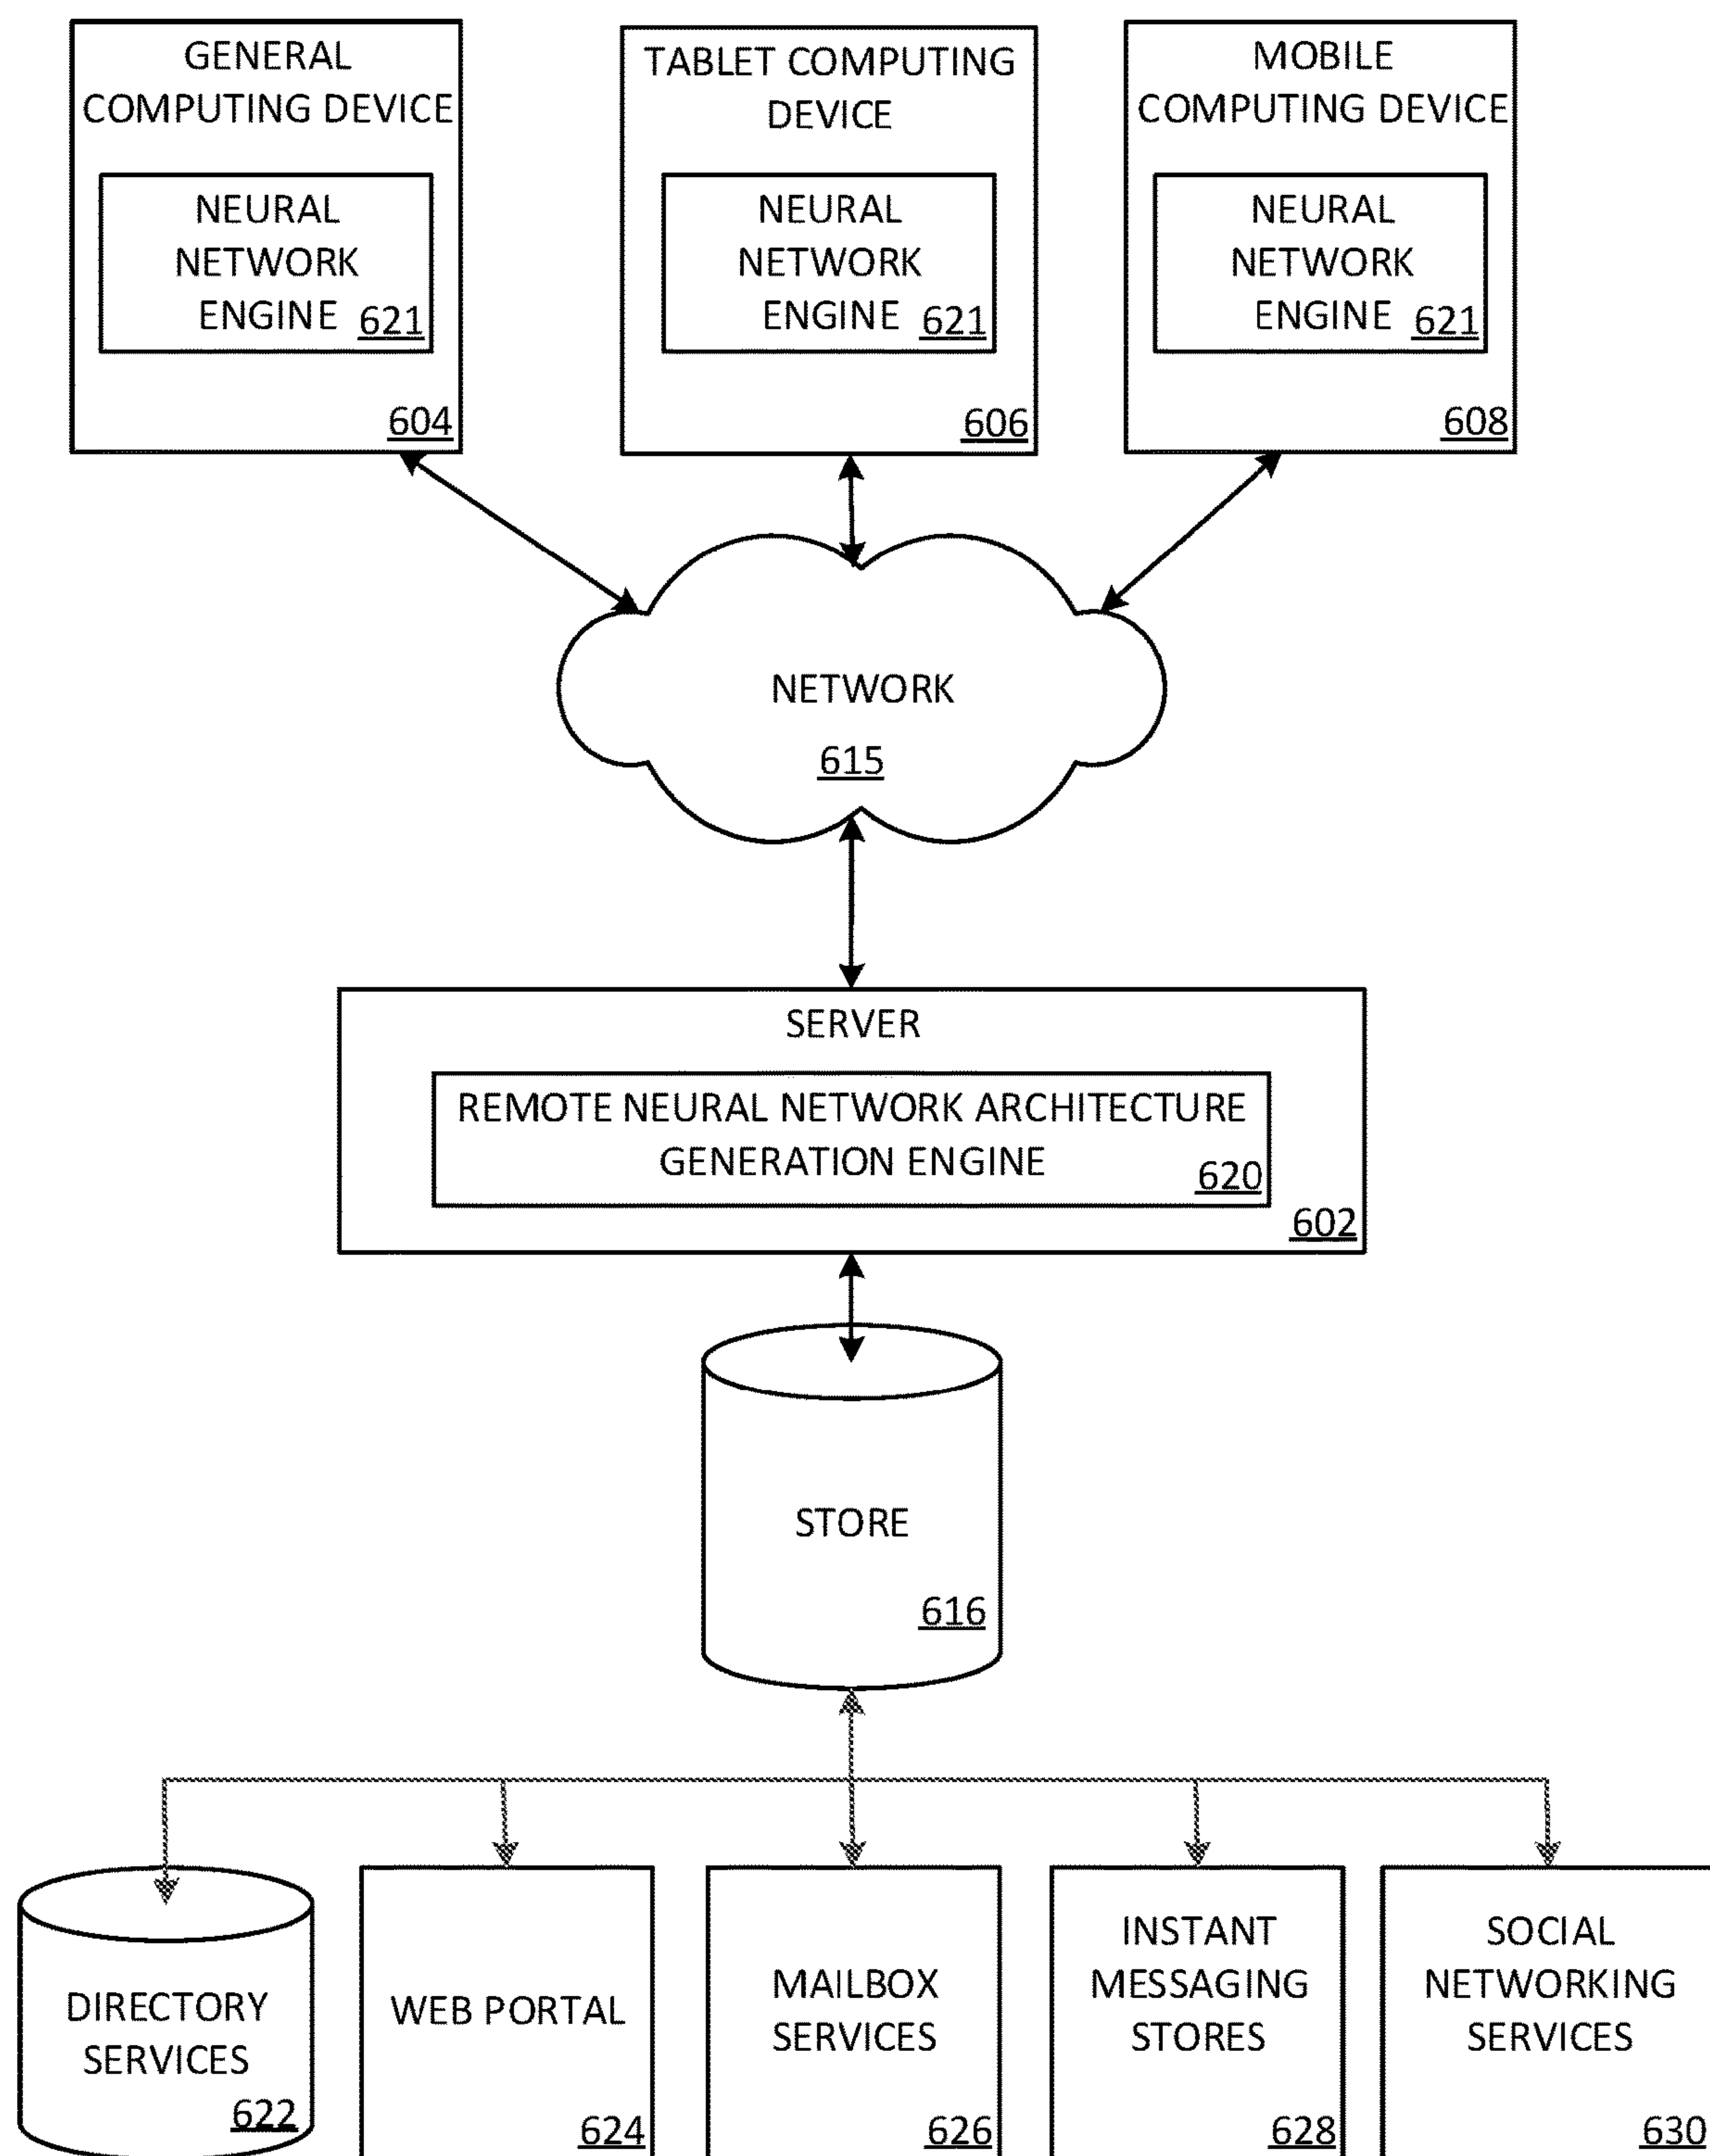 GENERAL
COMPUTING DEVICE
NEURAL
NETWORK
ENGINE 621
604
TABLET COMPUTING
DEVICE
NEURAL
NETWORK
ENGINE 621
606
MOBILE
COMPUTING DEVICE
NEURAL
NETWORK
ENGINE 621
608
NETWORK
615
SERVER
REMOTE NEURAL NETWORK ARCHITECTURE
GENERATION ENGINE
620
602
STORE
616
DIRECTORY
SERVICES
622
WEB PORTAL
624
MAILBOX
SERVICES
626
INSTANT
MESSAGING
STORES
628
SOCIAL
NETWORKING
SERVICES
630